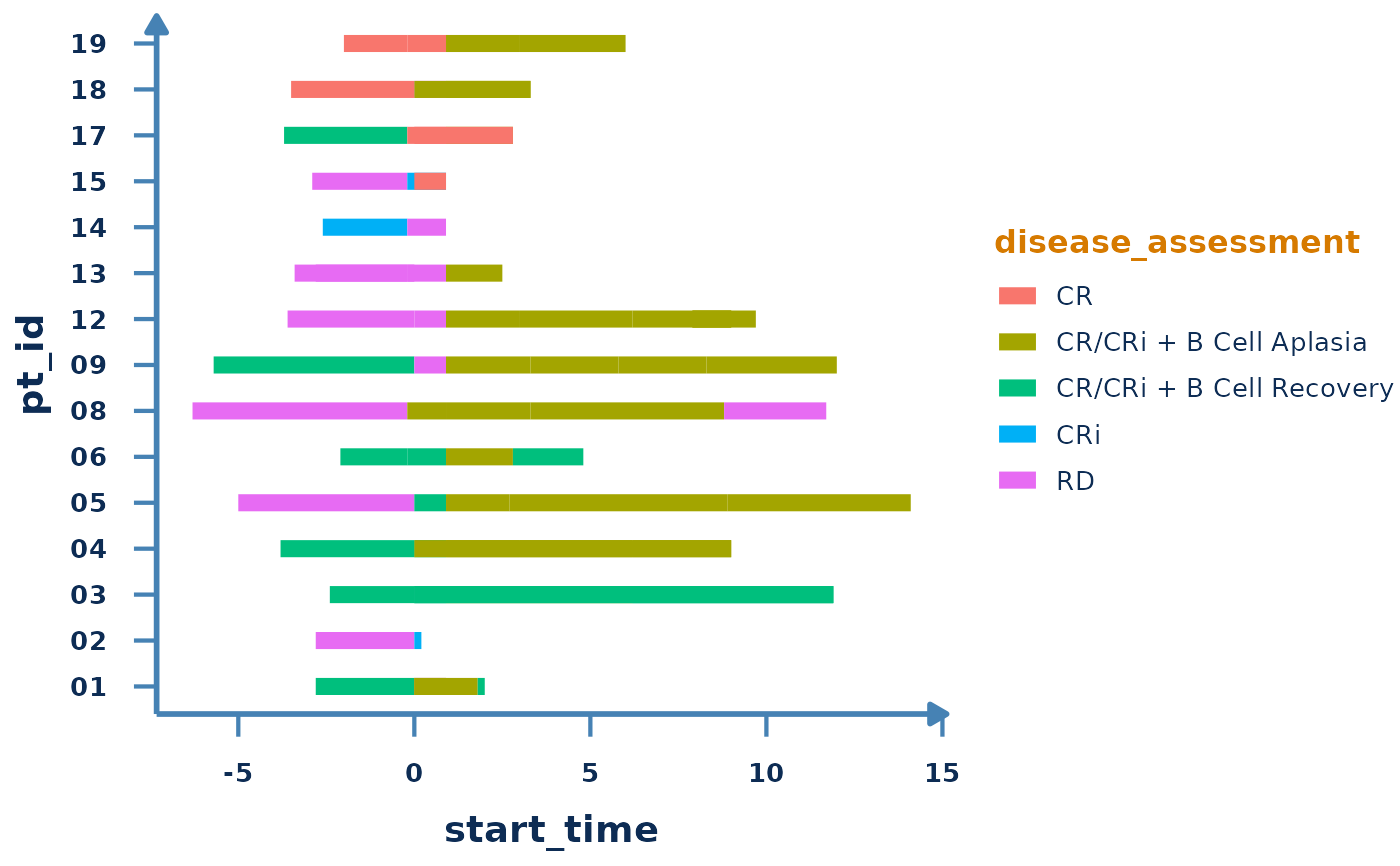 19
18
17
15
14
13
12
09
08
06
05
04
03
02
01
pt_id
-5 0 5 10 15
start_time
disease_assessment
CR
CR/CRi + B Cell Aplasia
CR/CRi + B Cell Recovery
CRi
RD